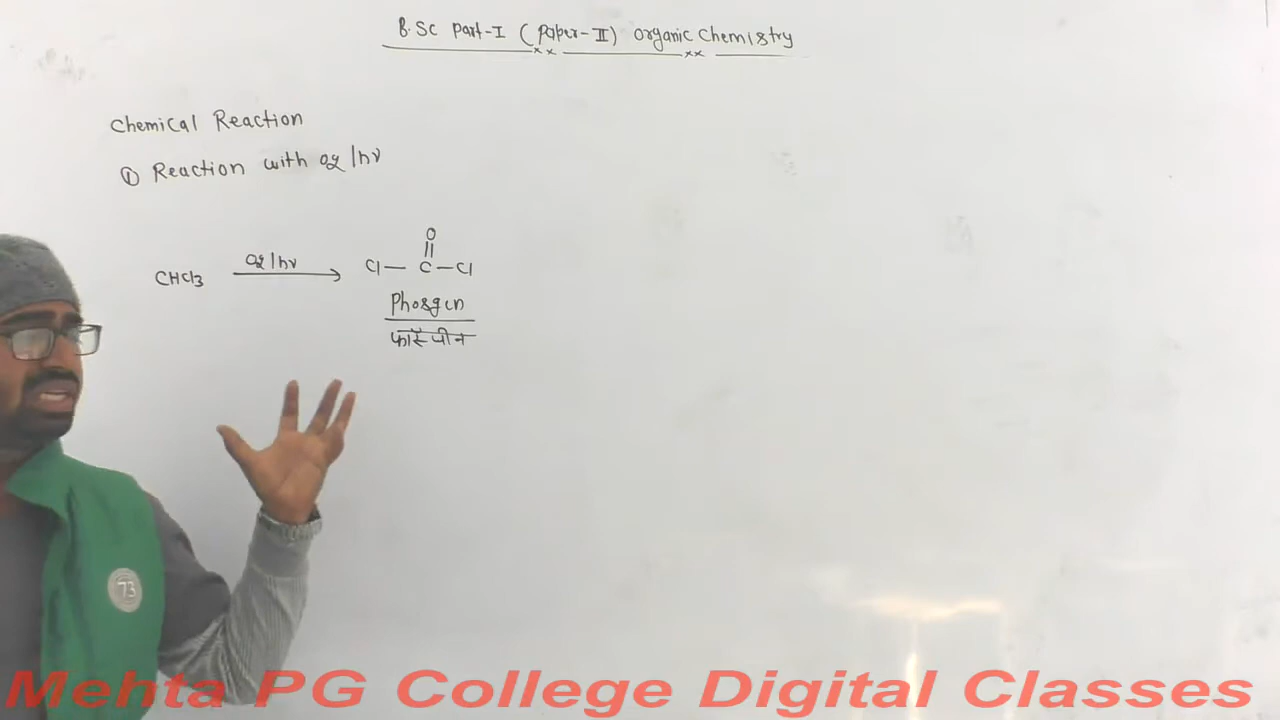 B.Sc Part-I (Paper-II) Organic Chemistry
Chemical Reaction
① Reaction with O2/hν
CHCl3 O2/hν → Cl—C—Cl
O
Phosgen
फॉस्जीन
73
Mehta PG College Digital Classes